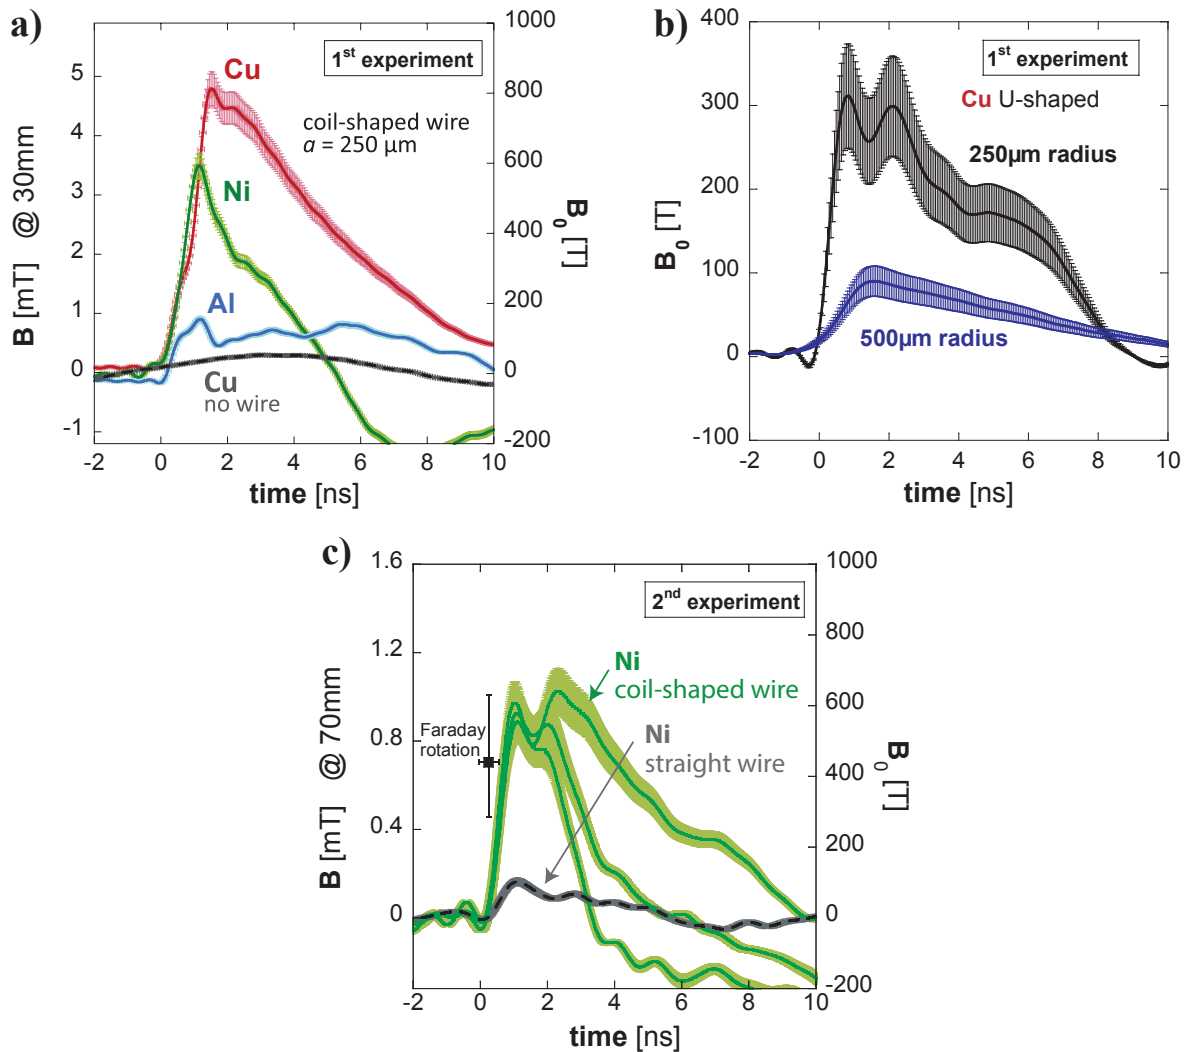 a)
1st experiment
Cu
coil-shaped wire
a = 250 µm
Ni
Al
Cu
no wire
B [mT] @ 30mm
5
4
3
2
1
0
-1
B0 [T]
1000
800
600
400
200
0
-200
-2 0 2 4 6 8 10
time [ns]
b)
1st experiment
Cu U-shaped
250µm radius
500µm radius
B0 [T]
400
300
200
100
0
-100
-2 0 2 4 6 8 10
time [ns]
c)
2nd experiment
Ni
coil-shaped wire
Faraday
rotation
Ni
straight wire
B [mT] @ 70mm
1.6
1.2
0.8
0.4
0
B0 [T]
1000
800
600
400
200
0
-200
-2 0 2 4 6 8 10
time [ns]